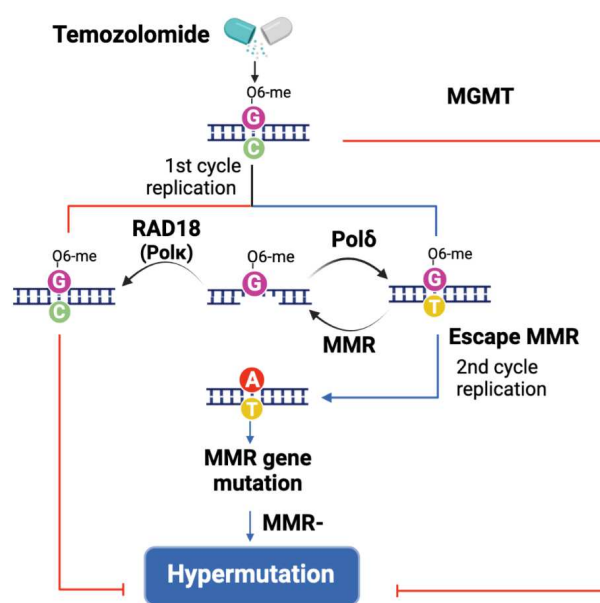 Temozolomide
O6-me
G
C
MGMT
1st cycle
replication
RAD18
(Polκ)
Polδ
O6-me
G
C
O6-me
G
O6-me
G
T
MMR
Escape MMR
2nd cycle
replication
A
T
MMR gene
mutation
MMR-
Hypermutation